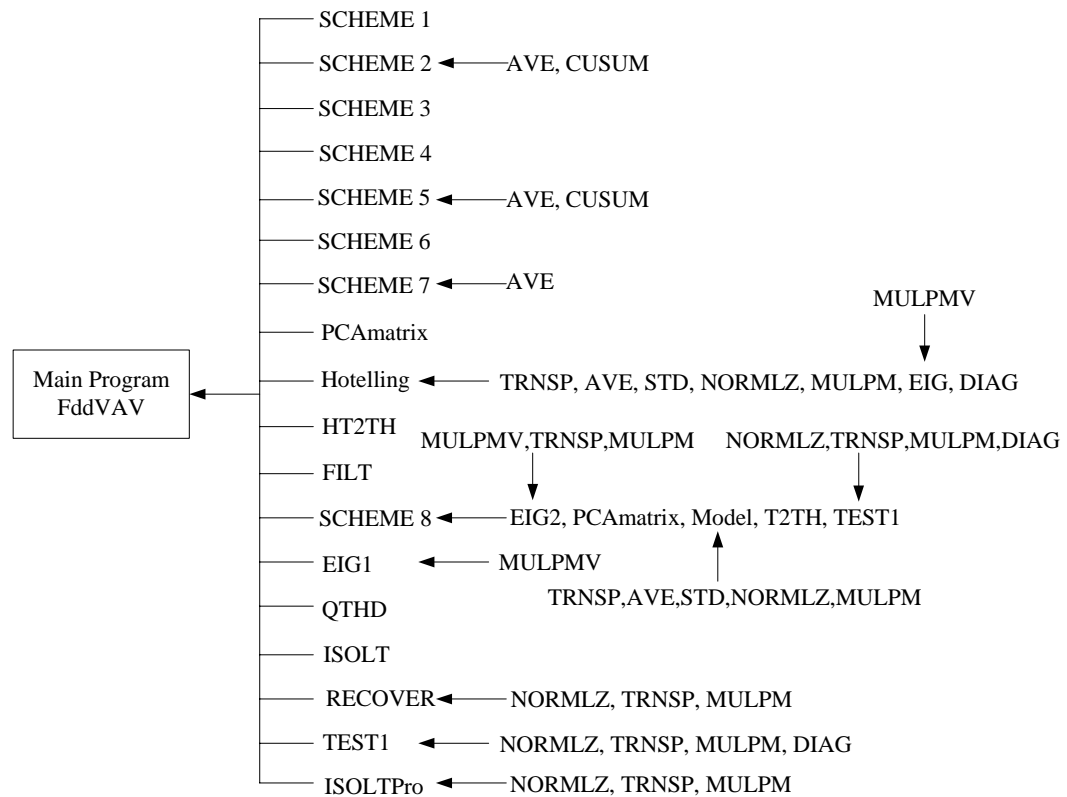 SCHEME 1
SCHEME 2
AVE, CUSUM
SCHEME 3
SCHEME 4
SCHEME 5
AVE, CUSUM
SCHEME 6
SCHEME 7
AVE
MULPMV
PCAmatrix
Main Program
FddVAV
Hotelling
TRNSP, AVE, STD, NORMLZ, MULPM, EIG, DIAG
HT2TH
MULPMV,TRNSP,MULPM
NORMLZ,TRNSP,MULPM,DIAG
FILT
SCHEME 8
EIG2, PCAmatrix, Model, T2TH, TEST1
EIG1
MULPMV
TRNSP,AVE,STD,NORMLZ,MULPM
QTHD
ISOLT
RECOVER
NORMLZ, TRNSP, MULPM
TEST1
NORMLZ, TRNSP, MULPM, DIAG
ISOLTPro
NORMLZ, TRNSP, MULPM